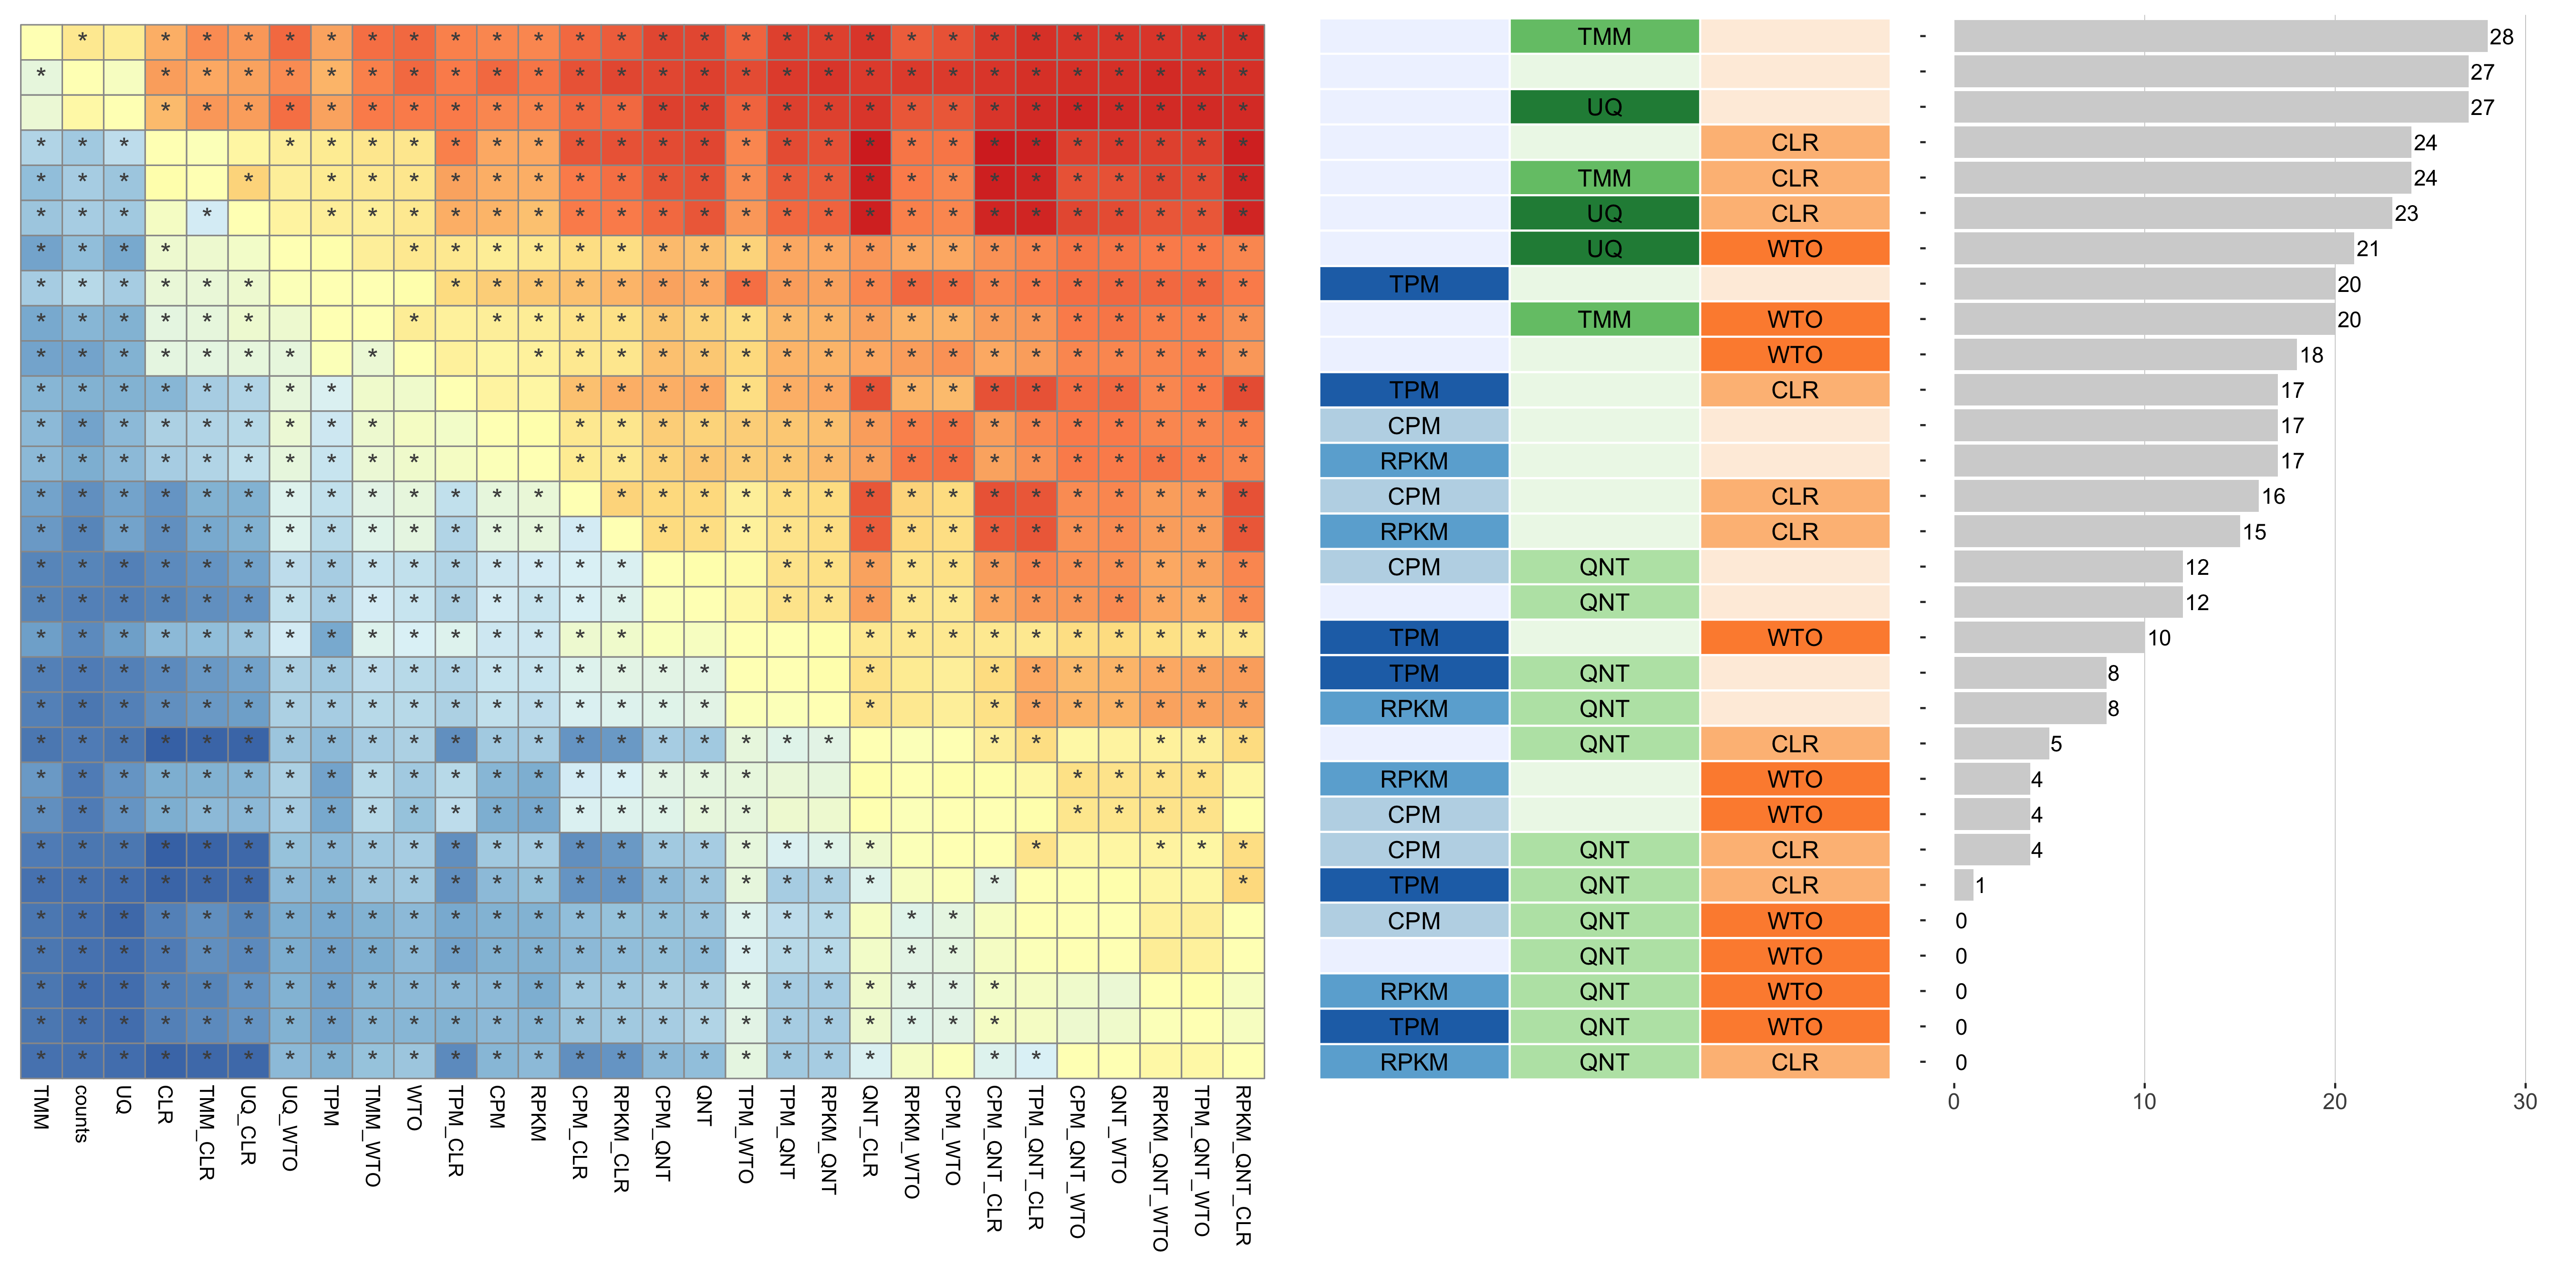 TMM - 28
- 27
UQ - 27
CLR - 24
TMM CLR - 24
UQ CLR - 23
UQ WTO - 21
TPM - 20
TMM WTO - 20
WTO - 18
TPM CLR - 17
CPM - 17
RPKM - 17
CPM CLR - 16
RPKM CLR - 15
CPM QNT - 12
QNT - 12
TPM WTO - 10
TPM QNT - 8
RPKM QNT - 8
QNT CLR - 5
RPKM WTO - 4
CPM WTO - 4
CPM QNT CLR - 4
TPM QNT CLR - 1
CPM QNT WTO - 0
QNT WTO - 0
RPKM QNT WTO - 0
TPM QNT WTO - 0
RPKM QNT CLR - 0
TMM
counts
UQ
CLR
TMM_CLR
UQ_CLR
UQ_WTO
TPM
TMM_WTO
WTO
TPM_CLR
CPM
RPKM
CPM_CLR
RPKM_CLR
CPM_QNT
QNT
TPM_WTO
TPM_QNT
RPKM_QNT
QNT_CLR
RPKM_WTO
CPM_WTO
CPM_QNT_CLR
TPM_QNT_CLR
CPM_QNT_WTO
QNT_WTO
RPKM_QNT_WTO
TPM_QNT_WTO
RPKM_QNT_CLR
0 10 20 30